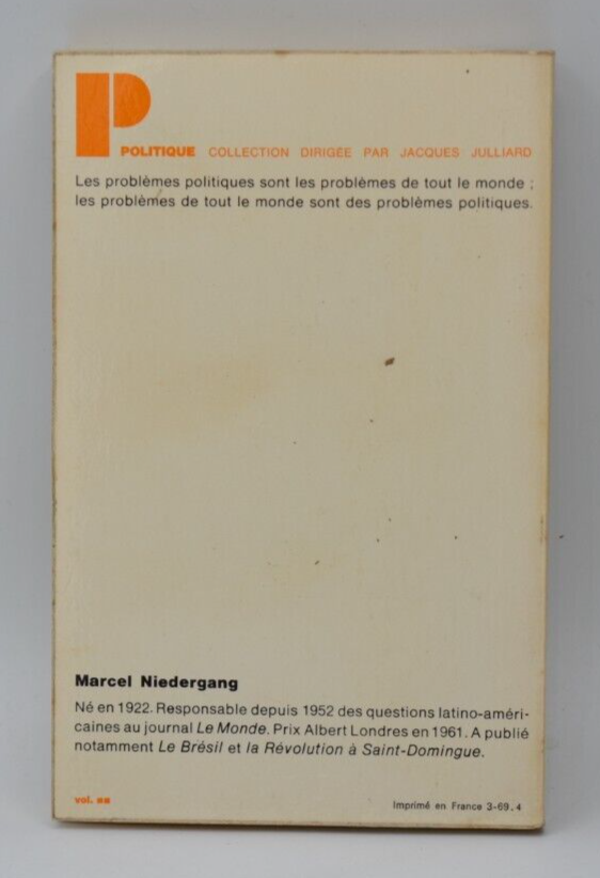 P
POLITIQUE COLLECTION DIRIGÉE PAR JACQUES JULLIARD
Les problèmes politiques sont les problèmes de tout le monde ;
les problèmes de tout le monde sont des problèmes politiques.
Marcel Niedergang
Né en 1922. Responsable depuis 1952 des questions latino-améri-
caines au journal Le Monde. Prix Albert Londres en 1961. A publié
notamment Le Brésil et la Révolution à Saint-Domingue.
vol. ■■
Imprimé en France 3-69.4